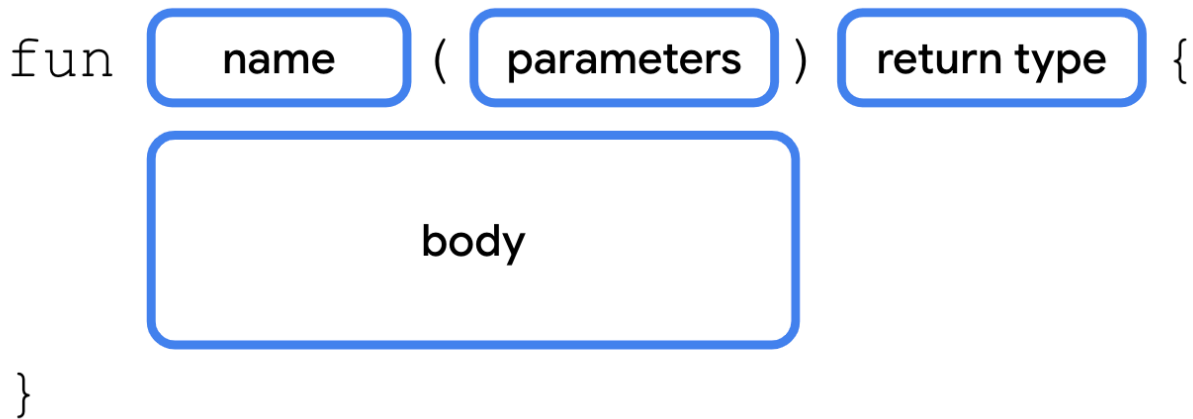 fun name ( parameters ) return type {
body
}